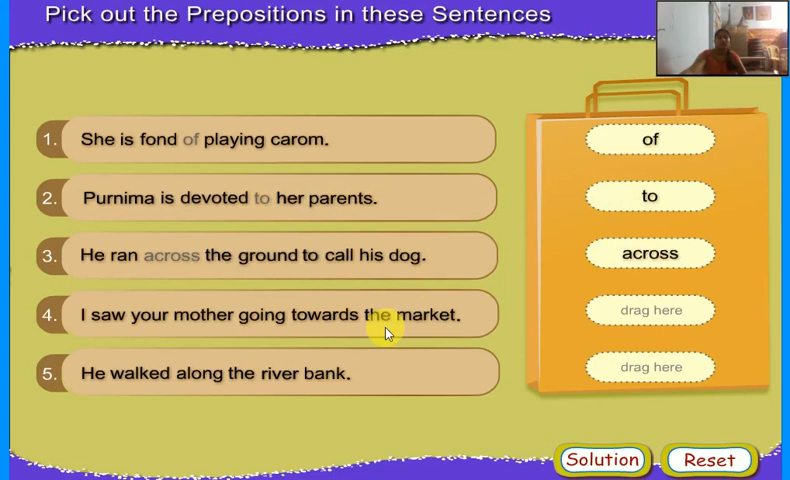 Pick out the Prepositions in these Sentences
1. She is fond of playing carom.
of
2. Purnima is devoted to her parents.
to
3. He ran across the ground to call his dog.
across
4. I saw your mother going towards the market.
drag here
5. He walked along the river bank.
drag here
Solution Reset